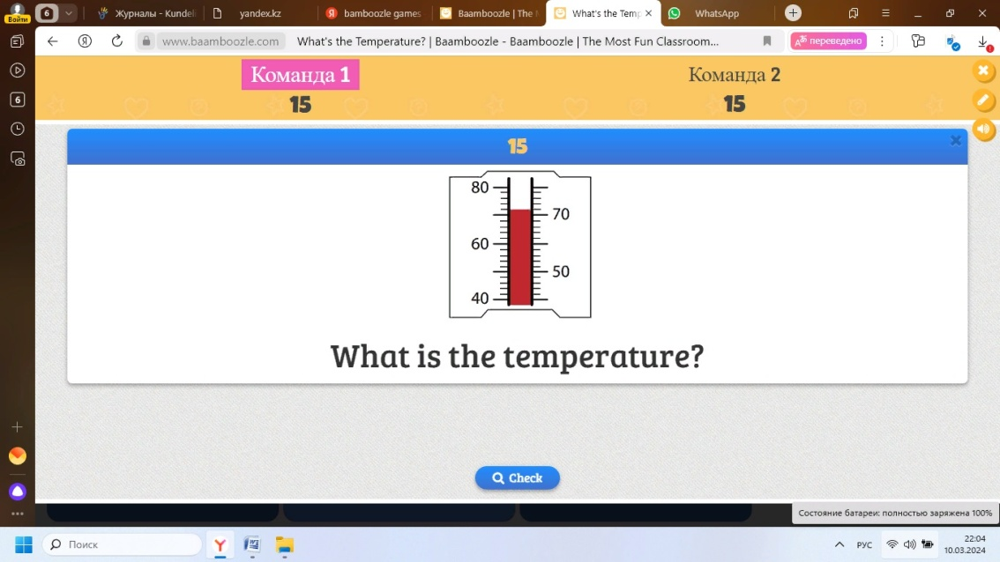 Войти
6
Журналы - Kundel
yandex.kz
bamboozle games
Baamboozle | The M
What's the Temp
WhatsApp
www.baamboozle.com
What's the Temperature? | Baamboozle - Baamboozle | The Most Fun Classroom...
переведено
6
Команда 1
15
Команда 2
15
15
80
70
60
50
40
What is the temperature?
Check
Состояние батареи: полностью заряжена 100%
Поиск
РУС
22:04
10.03.2024